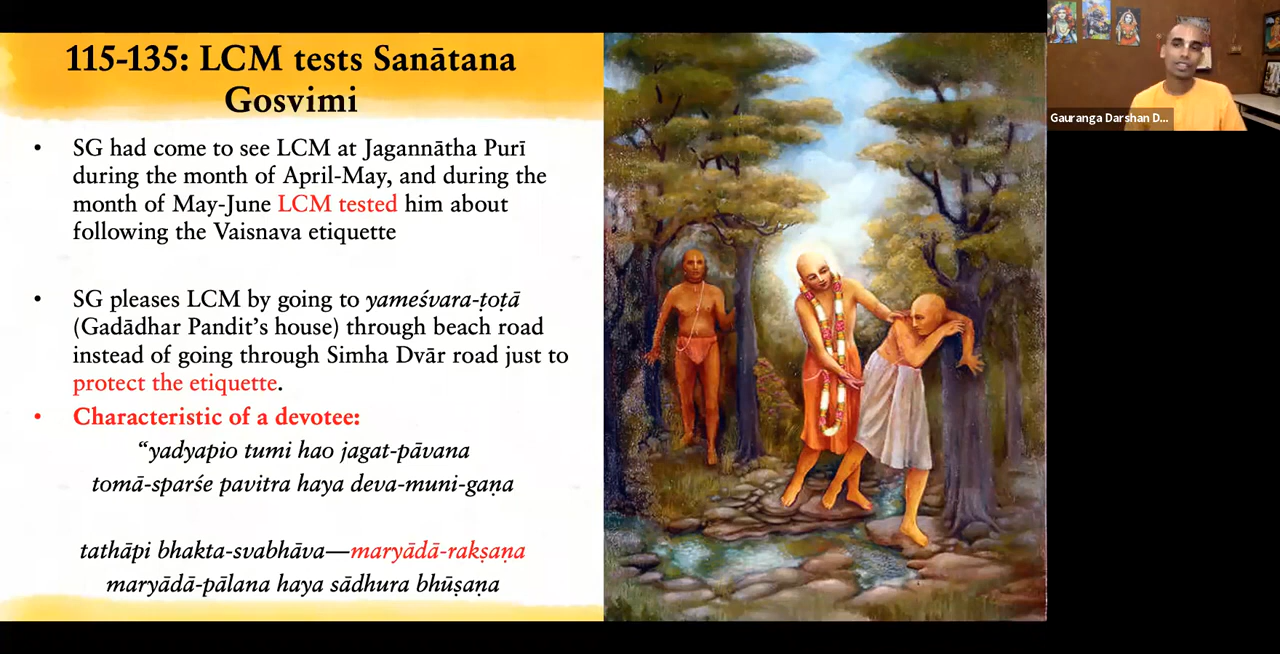 115-135: LCM tests Sanātana
Gosvimi
• SG had come to see LCM at Jagannātha Purī
during the month of April-May, and during the
month of May-June LCM tested him about
following the Vaisnava etiquette
• SG pleases LCM by going to yameśvara-ṭoṭā
(Gadādhar Pandit's house) through beach road
instead of going through Simha Dvār road just to
protect the etiquette.
• Characteristic of a devotee:
“yadyapio tumi hao jagat-pāvana
tomā-sparśe pavitra haya deva-muni-gaṇa
tathāpi bhakta-svabhāva—maryādā-rakṣaṇa
maryādā-pālana haya sādhura bhūṣaṇa
Gauranga Darshan D...